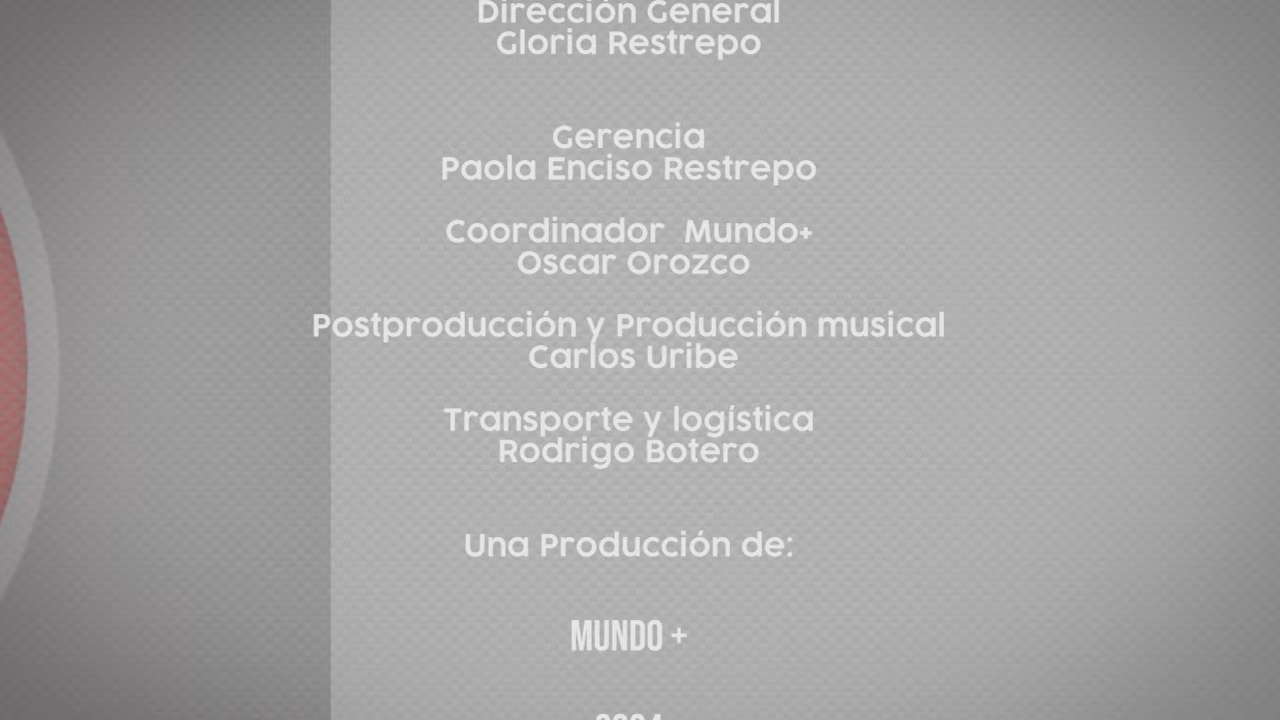 Dirección General
Gloria Restrepo
Gerencia
Paola Enciso Restrepo
Coordinador Mundo+
Oscar Orozco
Postproducción y Producción musical
Carlos Uribe
Transporte y logística
Rodrigo Botero
Una Producción de:
MUNDO +